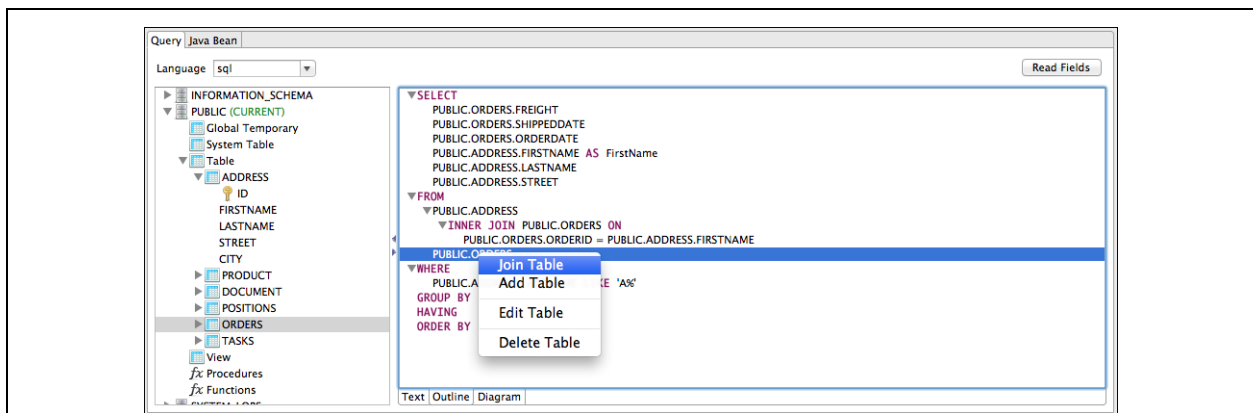 Query Java Bean
Language sql Read Fields
INFORMATION_SCHEMA
PUBLIC (CURRENT)
Global Temporary
System Table
Table
ADDRESS
ID
FIRSTNAME
LASTNAME
STREET
CITY
PRODUCT
DOCUMENT
POSITIONS
ORDERS
TASKS
View
fx Procedures
fx Functions
SELECT
PUBLIC.ORDERS.FREIGHT
PUBLIC.ORDERS.SHIPPEDDATE
PUBLIC.ORDERS.ORDERDATE
PUBLIC.ADDRESS.FIRSTNAME AS FirstName
PUBLIC.ADDRESS.LASTNAME
PUBLIC.ADDRESS.STREET
FROM
PUBLIC.ADDRESS
INNER JOIN PUBLIC.ORDERS ON
PUBLIC.ORDERS.ORDERID = PUBLIC.ADDRESS.FIRSTNAME
WHERE
'A%'
GROUP BY
HAVING
ORDER BY
Join Table
Add Table
Edit Table
Delete Table
Text Outline Diagram